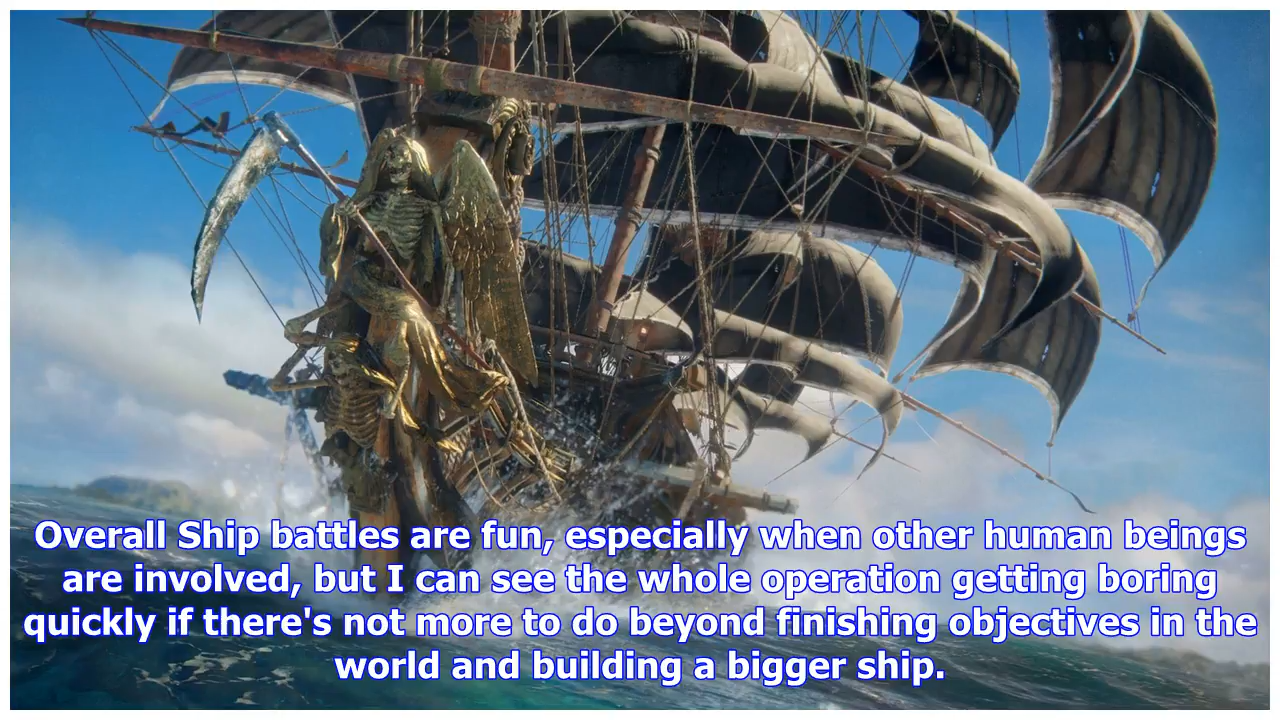 Overall Ship battles are fun, especially when other human beings
are involved, but I can see the whole operation getting boring
quickly if there's not more to do beyond finishing objectives in the
world and building a bigger ship.